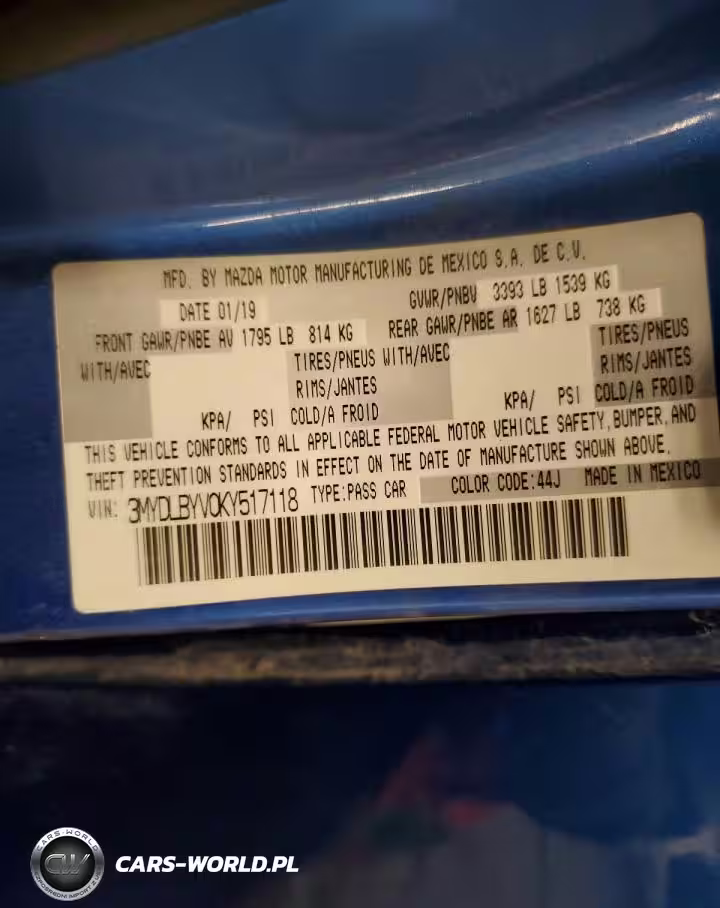 MFD. BY MAZDA MOTOR MANUFACTURING DE MEXICO S.A. DE C.V.
DATE 01/19 GVWR/PNBV 3393 LB 1539 KG
FRONT GAWR/PNBE AV 1795 LB 814 KG REAR GAWR/PNBE AR 1627 LB 738 KG
WITH/AVEC TIRES/PNEUS WITH/AVEC TIRES/PNEUS
RIMS/JANTES RIMS/JANTES
KPA/ PSI COLD/A FROID KPA/ PSI COLD/A FROID
THIS VEHICLE CONFORMS TO ALL APPLICABLE FEDERAL MOTOR VEHICLE SAFETY, BUMPER, AND
THEFT PREVENTION STANDARDS IN EFFECT ON THE DATE OF MANUFACTURE SHOWN ABOVE.
VIN: 3MYDLBYV0KY517118 TYPE:PASS CAR COLOR CODE:44J MADE IN MEXICO
CARS-WORLD
CW
CARS-WORLD.PL